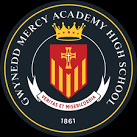 GWYNEDD MERCY ACADEMY HIGH SCHOOL
VERITAS ET MISERICORDIA
1861